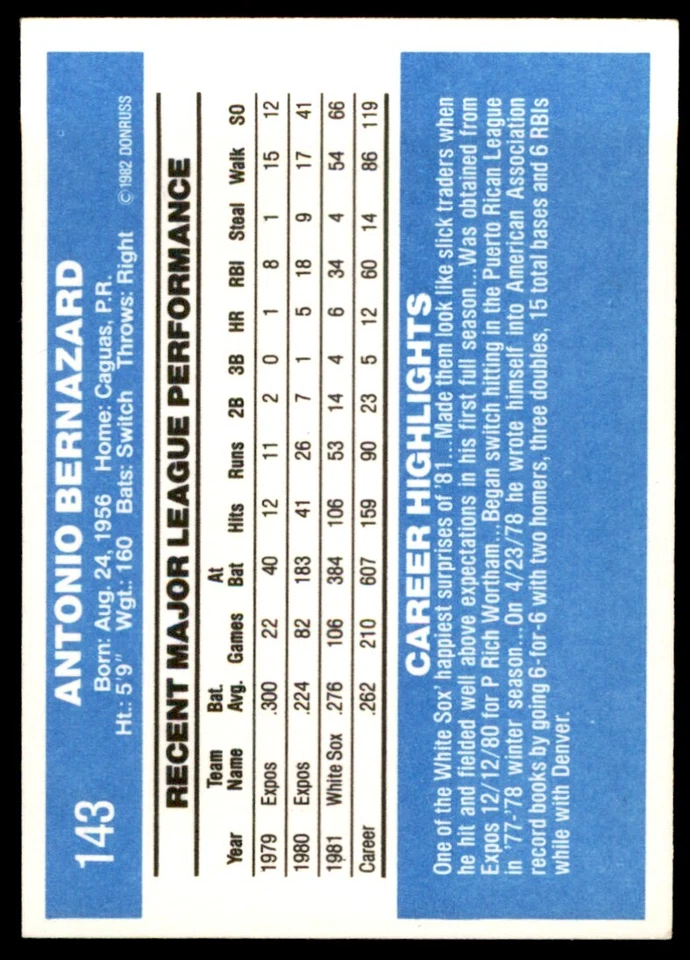 143
ANTONIO BERNAZARD
Born: Aug. 24, 1956 Home: Caguas, P.R.
Ht.: 5'9" Wgt.: 160 Bats: Switch Throws: Right ©1982 DONRUSS
RECENT MAJOR LEAGUE PERFORMANCE
Year Team Name Bat. Avg. Games At Bat Hits Runs 2B 3B HR RBI Steal Walk SO
1979 Expos .300 22 40 12 11 2 0 1 8 1 15 12
1980 Expos .224 82 183 41 26 7 1 5 18 9 17 41
1981 White Sox .276 106 384 106 53 14 4 6 34 4 54 66
Career .262 210 607 159 90 23 5 12 60 14 86 119
CAREER HIGHLIGHTS
One of the White Sox' happiest surprises of '81...Made them look like slick traders when
he hit and fielded well above expectations in his first full season...Was obtained from
Expos 12/12/80 for P Rich Wortham...Began switch hitting in the Puerto Rican League
in '77-'78 winter season...On 4/23/78 he wrote himself into American Association
record books by going 6-for-6 with two homers, three doubles, 15 total bases and 6 RBIs
while with Denver.